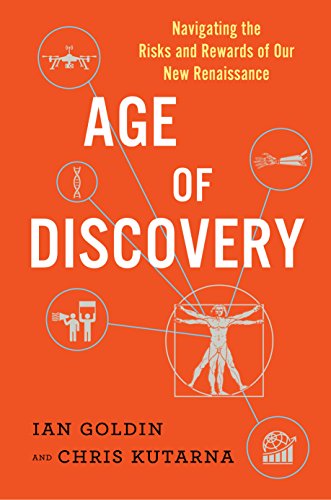 Navigating the
Risks and Rewards of Our
New Renaissance
AGE
OF
DISCOVERY
IAN GOLDIN
AND CHRIS KUTARNA